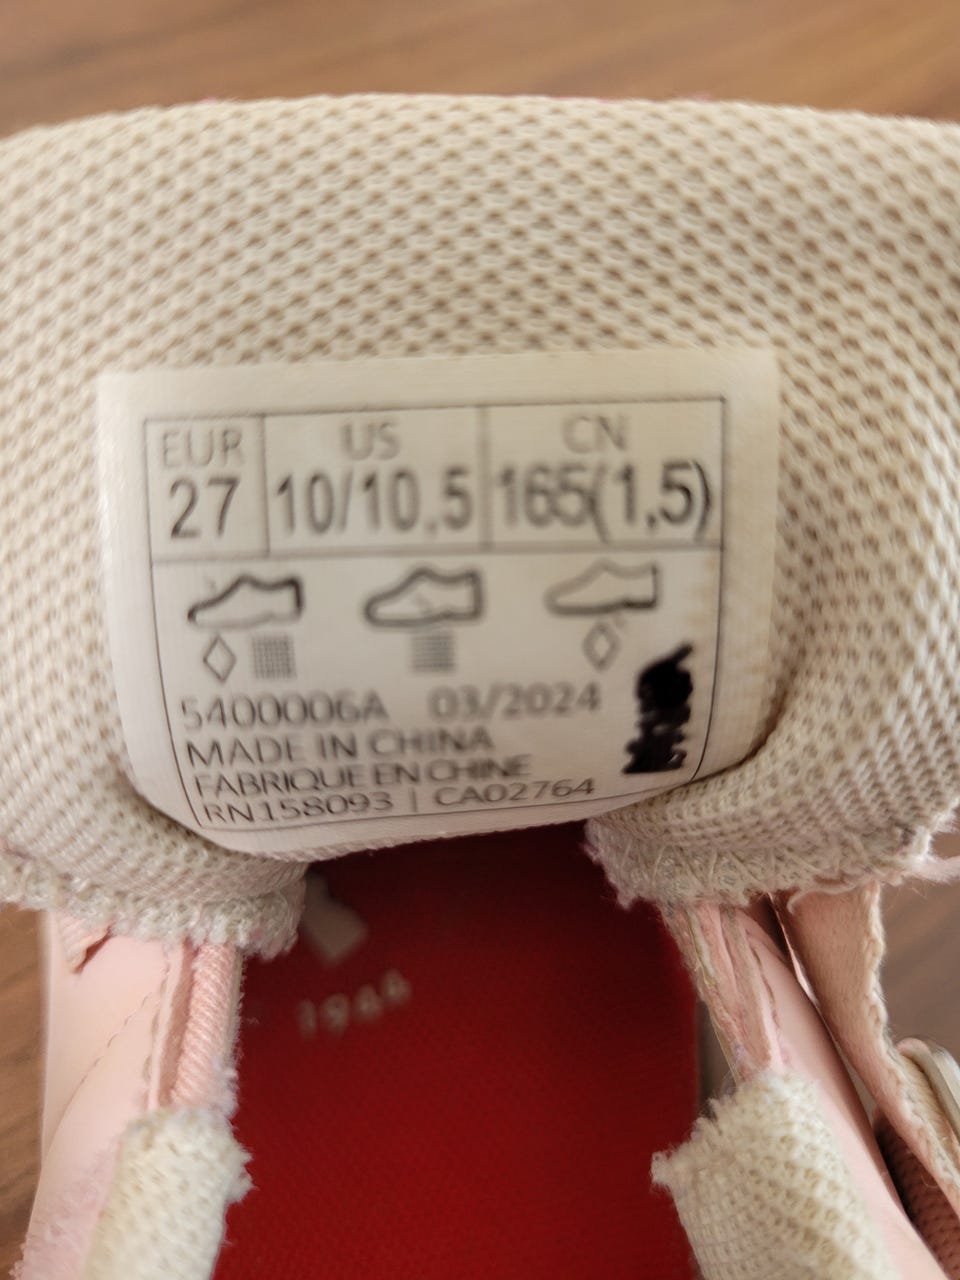 EUR US CN
27 10/10,5 165(1,5)
5400006A 03/2024
MADE IN CHINA
FABRIQUE EN CHINE
RN158093 | CA02764